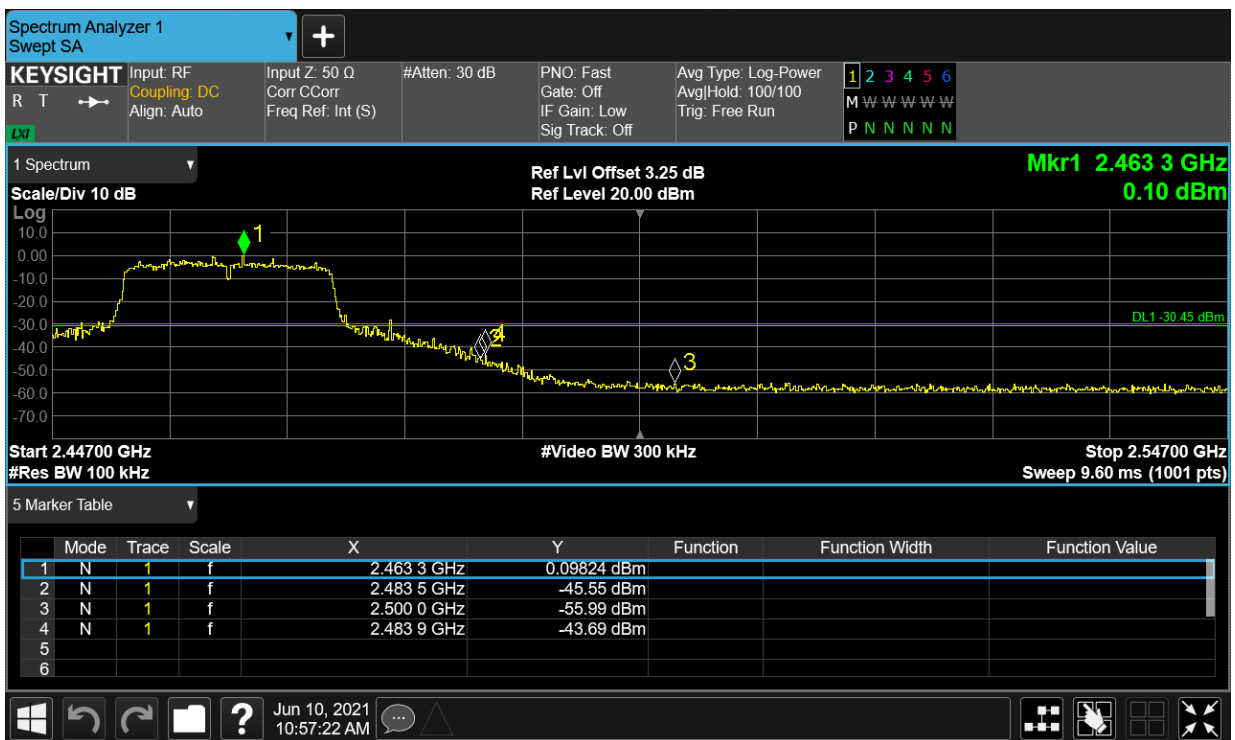 Spectrum Analyzer 1
Swept SA
KEYSIGHT Input: RF Input Z: 50 Ω #Atten: 30 dB PNO: Fast Avg Type: Log-Power 1 2 3 4 5 6
R T Coupling: DC Corr CCorr Gate: Off Avg|Hold: 100/100 M W W W W W
Align: Auto Freq Ref: Int (S) IF Gain: Low Trig: Free Run
LXI Sig Track: Off P N N N N N
1 Spectrum Ref Lvl Offset 3.25 dB Mkr1 2.463 3 GHz
Scale/Div 10 dB Ref Level 20.00 dBm 0.10 dBm
Log
10.0
1
0.00
-10.0
-20.0
-30.0
DL1 -30.45 dBm
-40.0
-50.0
3
-60.0
-70.0
Start 2.44700 GHz #Video BW 300 kHz Stop 2.54700 GHz
#Res BW 100 kHz Sweep 9.60 ms (1001 pts)
5 Marker Table
Mode Trace Scale X Y Function Function Width Function Value
1 N 1 f 2.463 3 GHz 0.09824 dBm
2 N 1 f 2.483 5 GHz -45.55 dBm
3 N 1 f 2.500 0 GHz -55.99 dBm
4 N 1 f 2.483 9 GHz -43.69 dBm
5
6
? Jun 10, 2021
10:57:22 AM